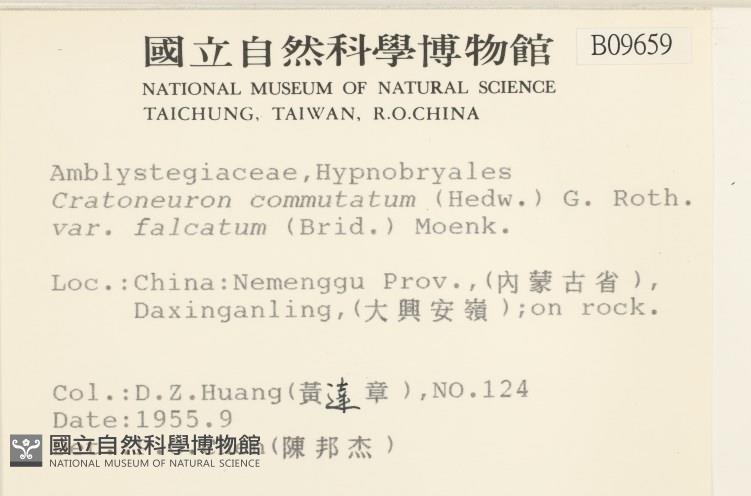 國立自然科學博物館
B09659
NATIONAL MUSEUM OF NATURAL SCIENCE
TAICHUNG, TAIWAN, R.O.CHINA
Amblystegiaceae,Hypnobryales
Cratoneuron commutatum (Hedw.) G. Roth.
var. falcatum (Brid.) Moenk.
Loc.:China:Nemenggu Prov.,(內蒙古省),
Daxinganling,(大興安嶺);on rock.
Col.:D.Z.Huang(黃達章),NO.124
Date:1955.9
(陳邦杰)
國立自然科學博物館
NATIONAL MUSEUM OF NATURAL SCIENCE